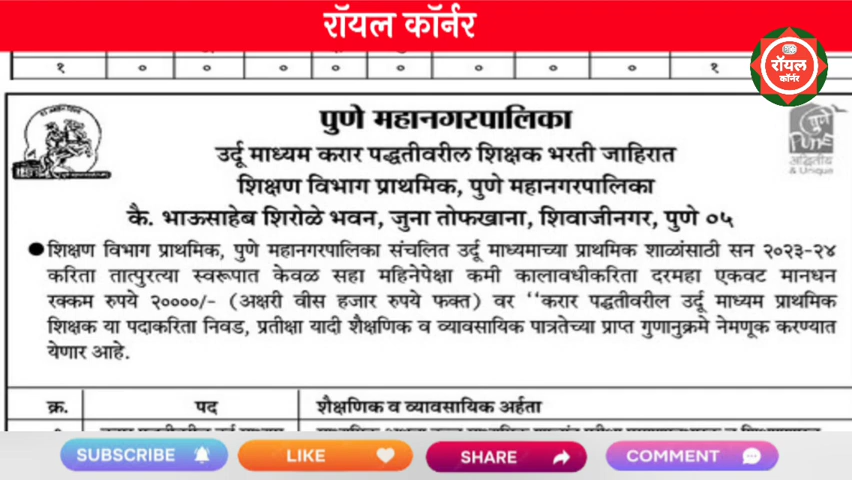 रॉयल कॉर्नर
रॉयल
कॉर्नर
१ ० ० ० ० ० ० ० ० ० १
पुणे महानगरपालिका
उर्दू माध्यम करार पद्धतीवरील शिक्षक भरती जाहिरात
शिक्षण विभाग प्राथमिक, पुणे महानगरपालिका
कै. भाऊसाहेब शिरोळे भवन, जुना तोफखाना, शिवाजीनगर, पुणे ०५
पुणे
PUNE
अद्वितीय
& Unique
●शिक्षण विभाग प्राथमिक, पुणे महानगरपालिका संचलित उर्दू माध्यमाच्या प्राथमिक शाळांसाठी सन २०२३-२४
करिता तात्पुरत्या स्वरूपात केवळ सहा महिनेपेक्षा कमी कालावधीकरिता दरमहा एकवट मानधन
रक्कम रुपये २००००/- (अक्षरी वीस हजार रुपये फक्त) वर ‘‘करार पद्धतीवरील उर्दू माध्यम प्राथमिक
शिक्षक या पदाकरिता निवड, प्रतीक्षा यादी शैक्षणिक व व्यावसायिक पात्रतेच्या प्राप्त गुणानुक्रमे नेमणूक करण्यात
येणार आहे.
क्र. पद शैक्षणिक व व्यावसायिक अर्हता
SUBSCRIBE LIKE SHARE COMMENT